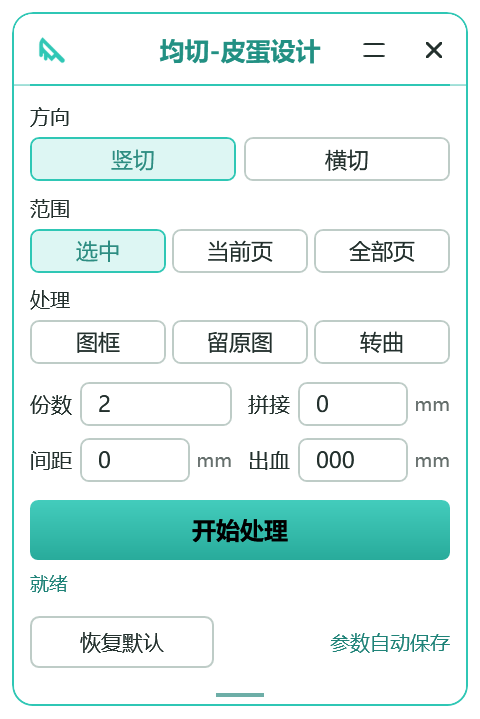 均切-皮蛋设计
方向
竖切 横切
范围
选中 当前页 全部页
处理
图框 留原图 转曲
份数 2 拼接 0 mm
间距 0 mm 出血 000 mm
开始处理
就绪
恢复默认 参数自动保存